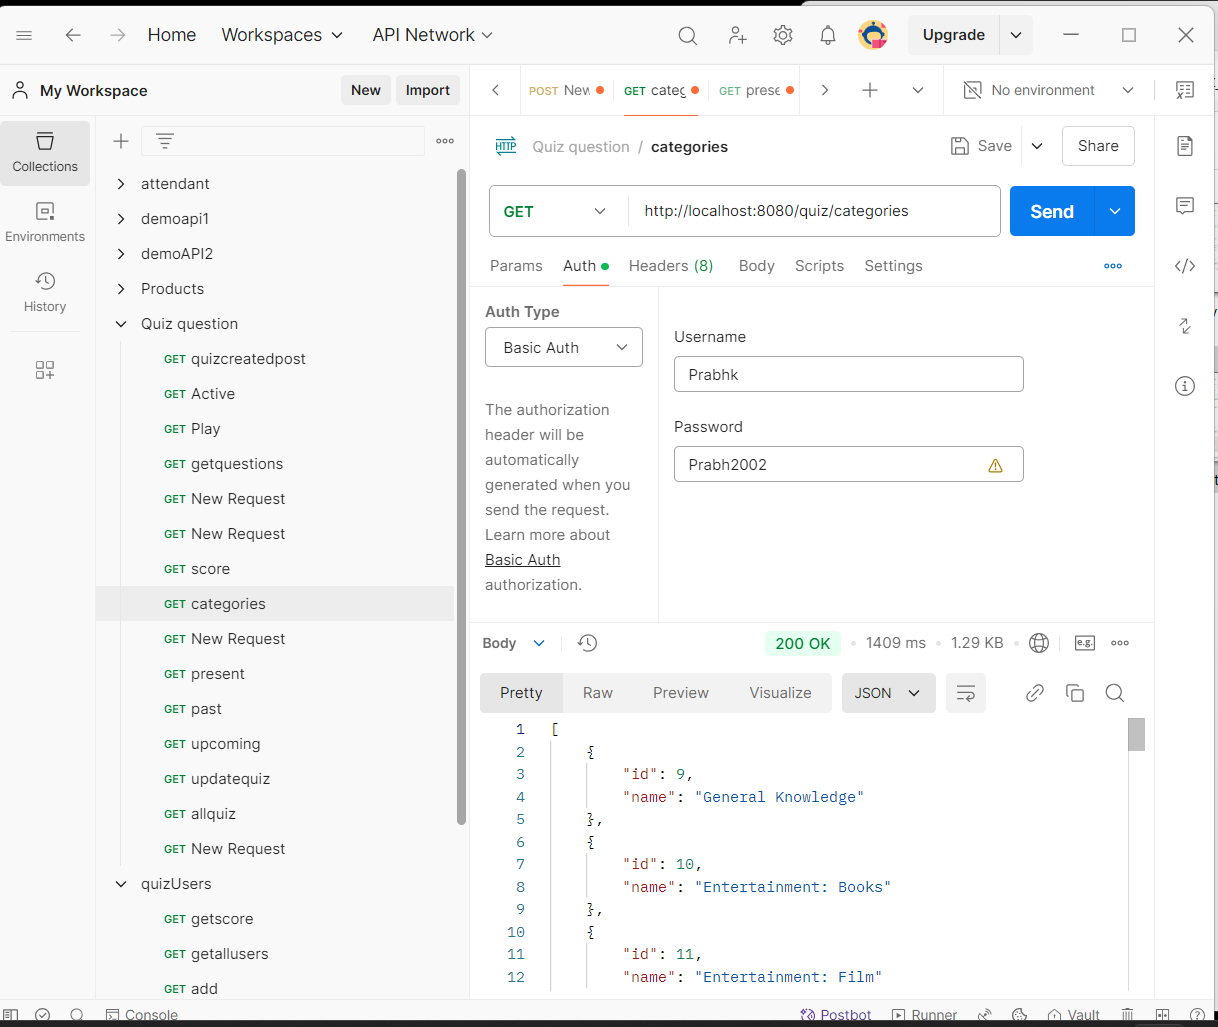 Home Workspaces API Network Upgrade
My Workspace New Import
POST New GET categ GET prese No environment
Collections
Environments
History
attendant
demoapi1
demoAPI2
Products
Quiz question
GET quizcreatedpost
GET Active
GET Play
GET getquestions
GET New Request
GET New Request
GET score
GET categories
GET New Request
GET present
GET past
GET upcoming
GET updatequiz
GET allquiz
GET New Request
quizUsers
GET getscore
GET getallusers
GET add
HTTP Quiz question / categories Save Share
GET http://localhost:8080/quiz/categories Send
Params Auth Headers (8) Body Scripts Settings
Auth Type
Basic Auth
The authorization
header will be
automatically
generated when you
send the request.
Learn more about
Basic Auth
authorization.
Username
Prabhk
Password
Prabh2002
Body 200 OK 1409 ms 1.29 KB e.g.
Pretty Raw Preview Visualize JSON
1 [
2 {
3 "id": 9,
4 "name": "General Knowledge"
5 },
6 {
7 "id": 10,
8 "name": "Entertainment: Books"
9 },
10 {
11 "id": 11,
12 "name": "Entertainment: Film"
Console Postbot Runner Vault